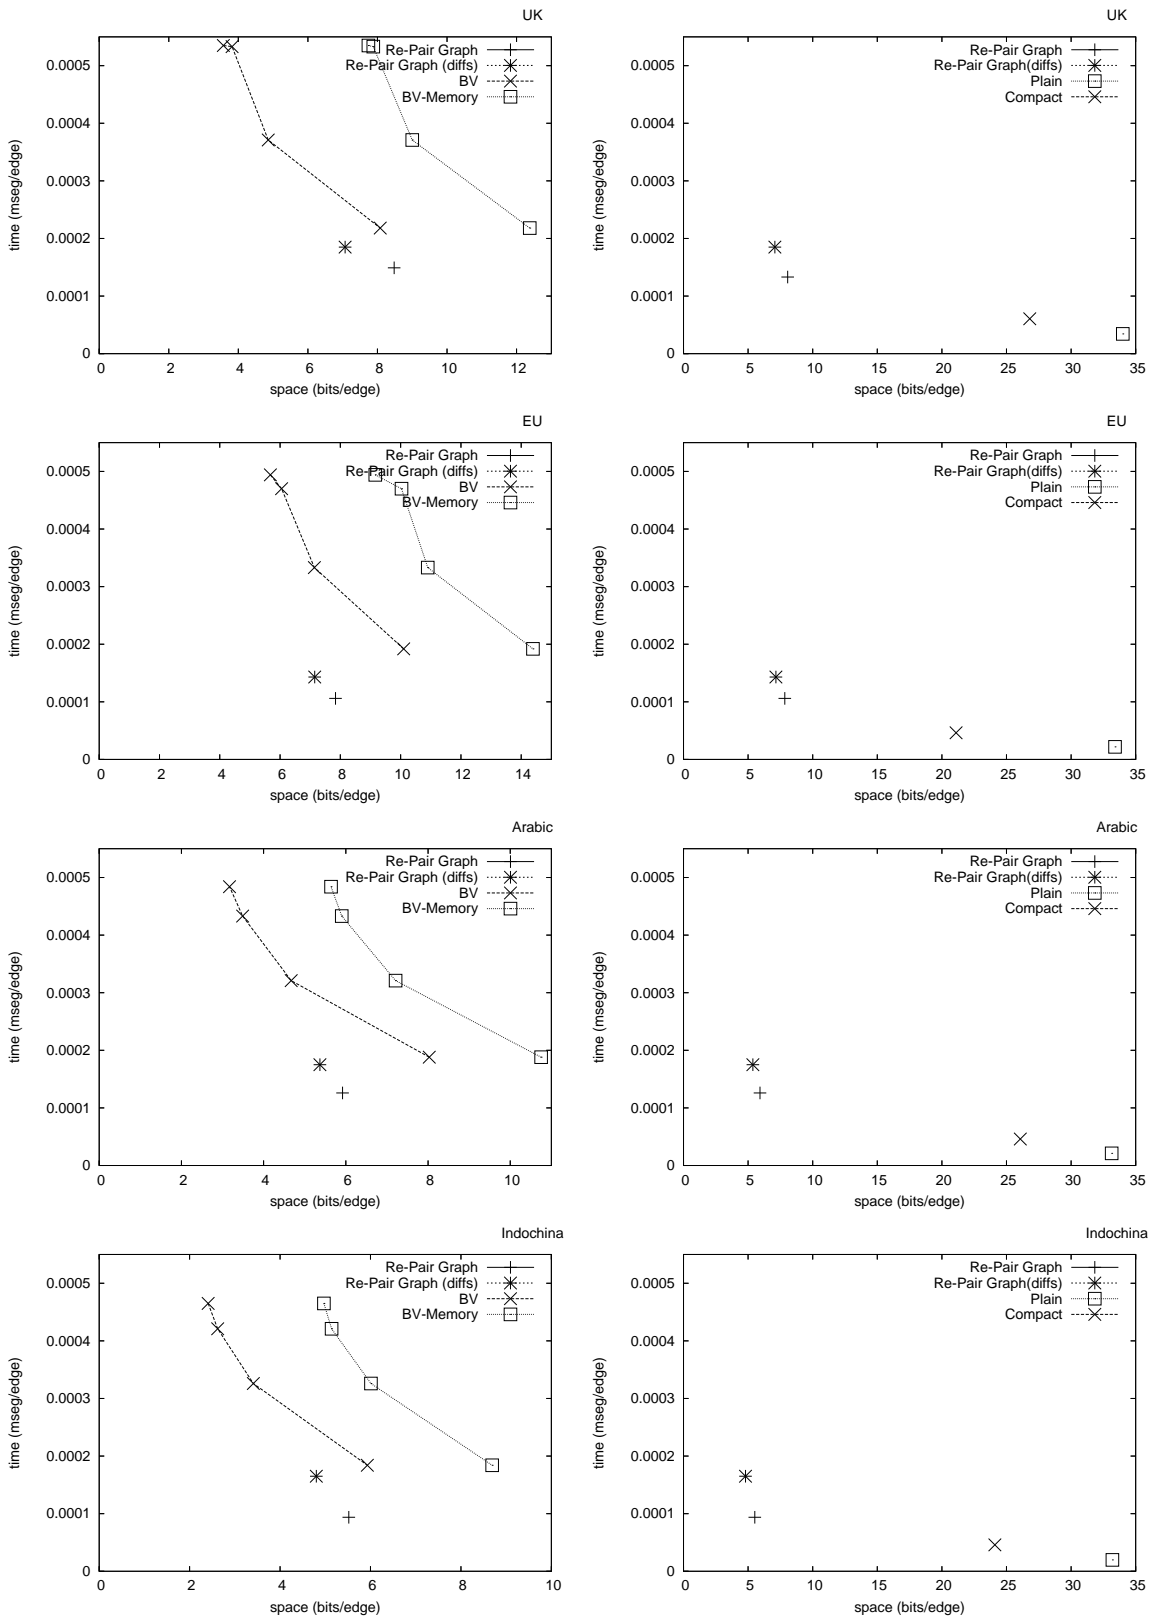 UK
time (mseg/edge)
0.0005
0.0004
0.0003
0.0002
0.0001
0
Re-Pair Graph
Re-Pair Graph (diffs)
BV
BV-Memory
0 2 4 6 8 10 12
space (bits/edge)
UK
time (mseg/edge)
0.0005
0.0004
0.0003
0.0002
0.0001
0
Re-Pair Graph
Re-Pair Graph(diffs)
Plain
Compact
0 5 10 15 20 25 30 35
space (bits/edge)
EU
time (mseg/edge)
0.0005
0.0004
0.0003
0.0002
0.0001
0
Re-Pair Graph
Re-Pair Graph (diffs)
BV
BV-Memory
0 2 4 6 8 10 12 14
space (bits/edge)
EU
time (mseg/edge)
0.0005
0.0004
0.0003
0.0002
0.0001
0
Re-Pair Graph
Re-Pair Graph(diffs)
Plain
Compact
0 5 10 15 20 25 30 35
space (bits/edge)
Arabic
time (mseg/edge)
0.0005
0.0004
0.0003
0.0002
0.0001
0
Re-Pair Graph
Re-Pair Graph (diffs)
BV
BV-Memory
0 2 4 6 8 10
space (bits/edge)
Arabic
time (mseg/edge)
0.0005
0.0004
0.0003
0.0002
0.0001
0
Re-Pair Graph
Re-Pair Graph(diffs)
Plain
Compact
0 5 10 15 20 25 30 35
space (bits/edge)
Indochina
time (mseg/edge)
0.0005
0.0004
0.0003
0.0002
0.0001
0
Re-Pair Graph
Re-Pair Graph (diffs)
BV
BV-Memory
0 2 4 6 8 10
space (bits/edge)
Indochina
time (mseg/edge)
0.0005
0.0004
0.0003
0.0002
0.0001
0
Re-Pair Graph
Re-Pair Graph(diffs)
Plain
Compact
0 5 10 15 20 25 30 35
space (bits/edge)